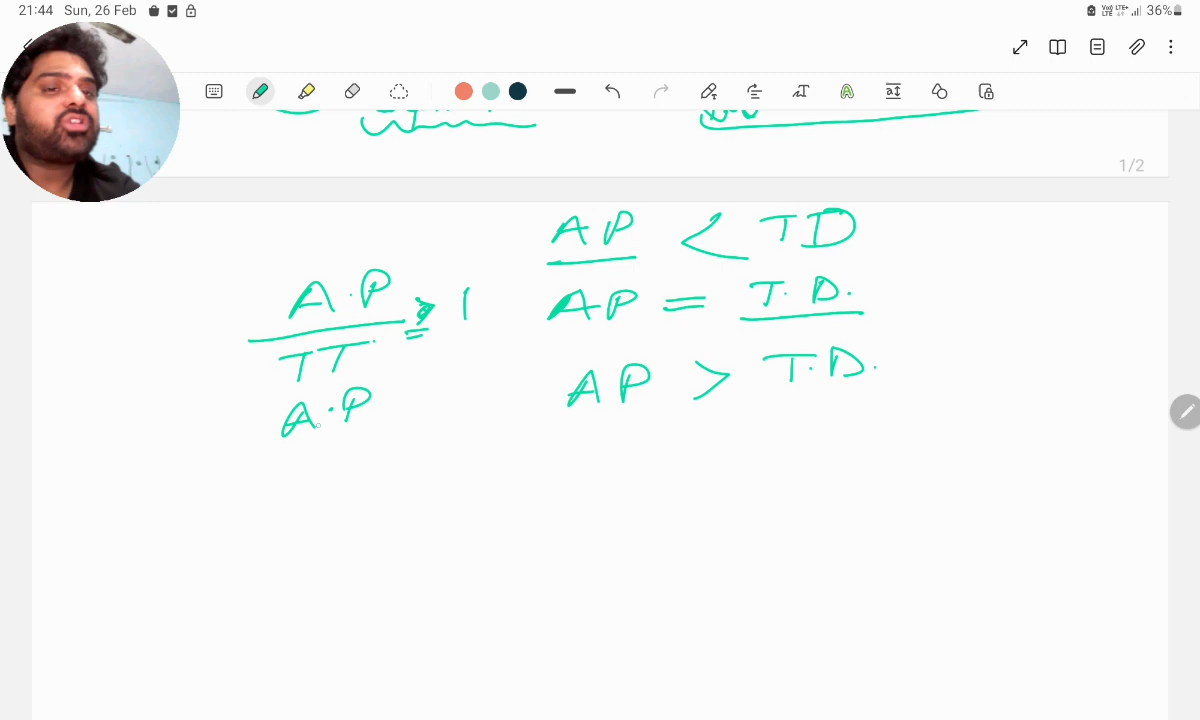 21:44 Sun, 26 Feb
36%
1/2
AP < TD
A.P
TT. ≥ 1
AP = T.D.
A.P
AP > T.D.